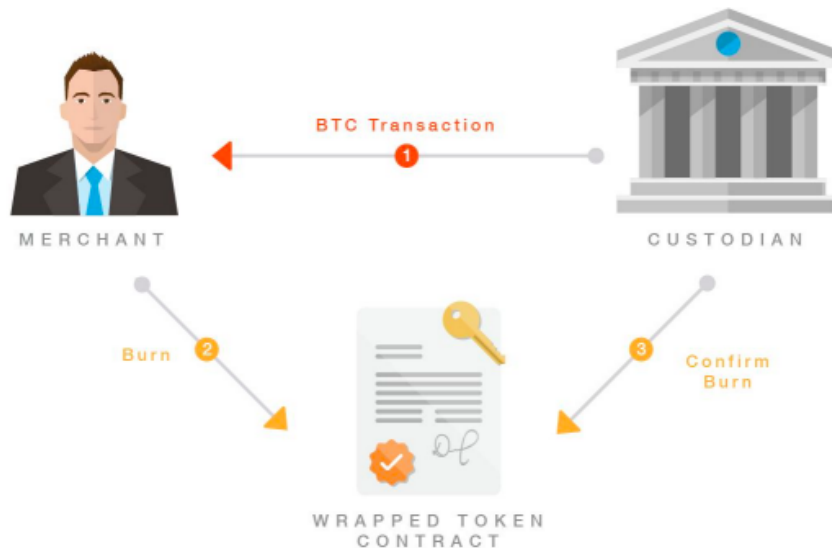 BTC Transaction
1
MERCHANT
CUSTODIAN
Burn
2
3
Confirm
Burn
WRAPPED TOKEN
CONTRACT